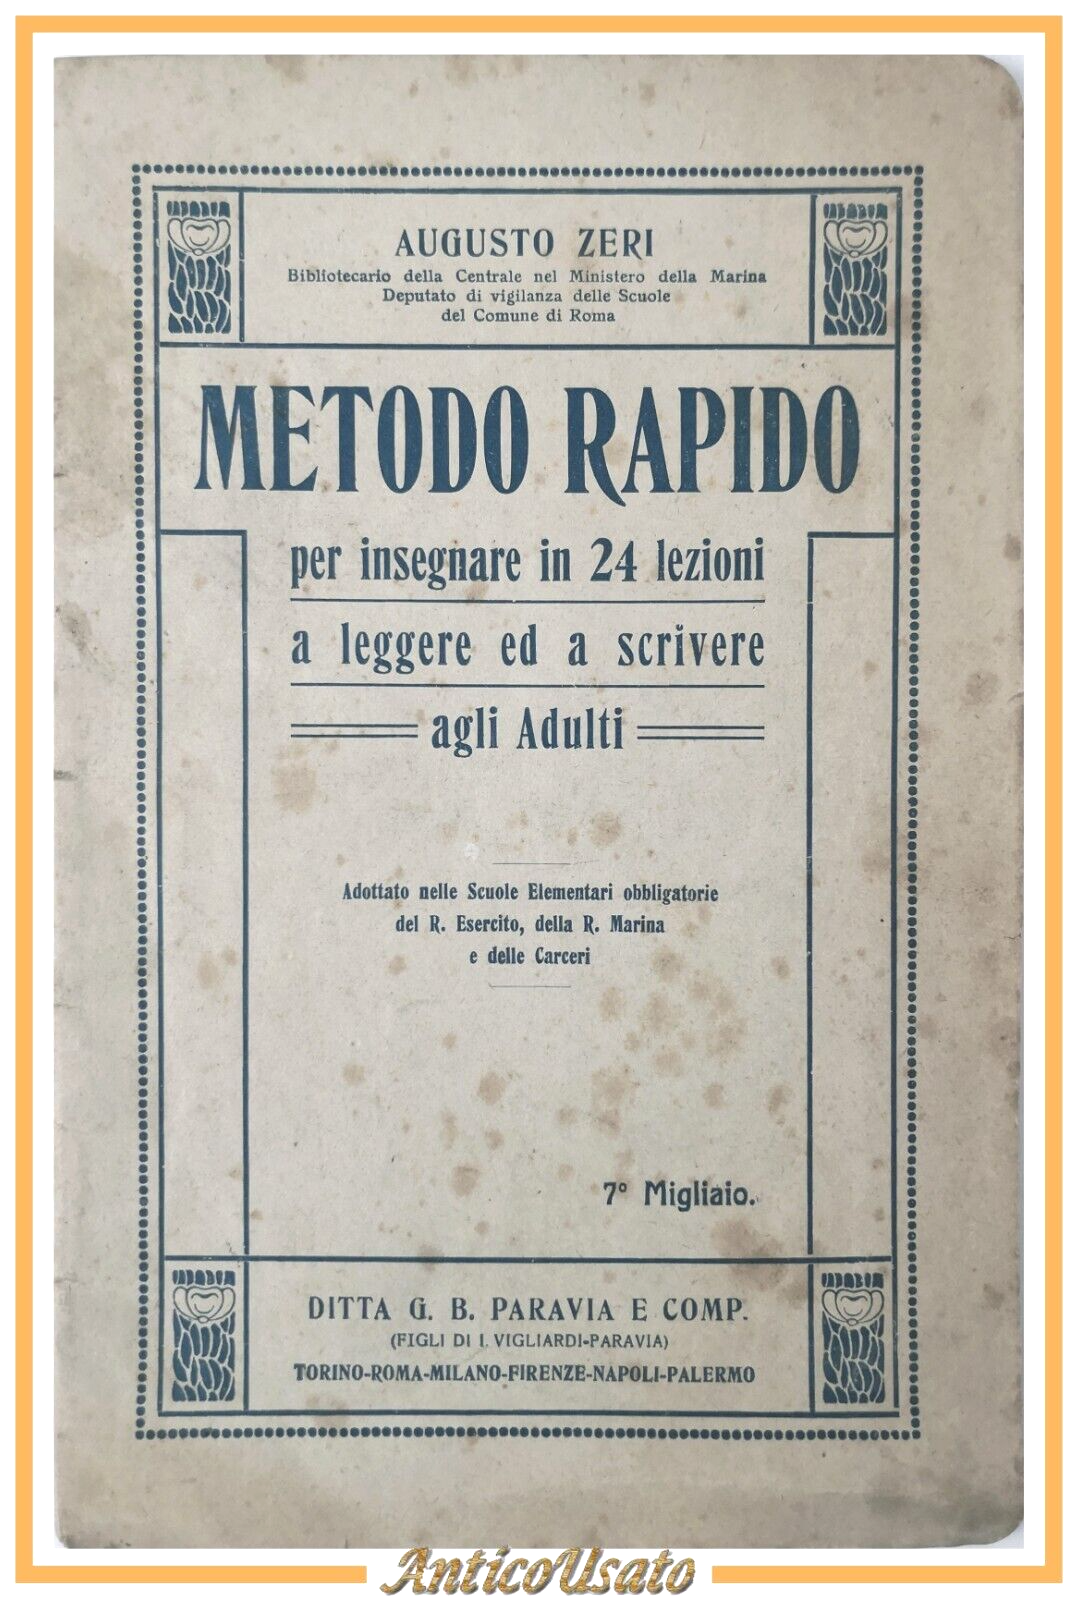 AUGUSTO ZERI
Bibliotecario della Centrale nel Ministero della Marina
Deputato di vigilanza delle Scuole
del Comune di Roma
METODO RAPIDO
per insegnare in 24 lezioni
a leggere ed a scrivere
agli Adulti
Adottato nelle Scuole Elementari obbligatorie
del R. Esercito, della R. Marina
e delle Carceri
7° Migliaio.
DITTA G. B. PARAVIA E COMP.
(FIGLI DI I. VIGLIARDI-PARAVIA)
TORINO-ROMA-MILANO-FIRENZE-NAPOLI-PALERMO
AnticoUsato